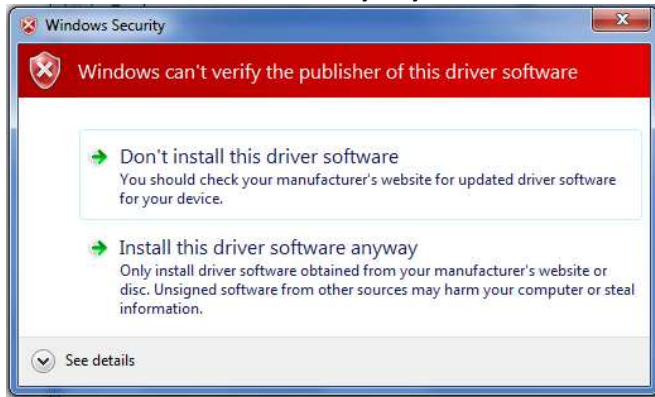 Windows Security
Windows can't verify the publisher of this driver software
Don't install this driver software
You should check your manufacturer's website for updated driver software
for your device.
Install this driver software anyway
Only install driver software obtained from your manufacturer's website or
disc. Unsigned software from other sources may harm your computer or steal
information.
See details